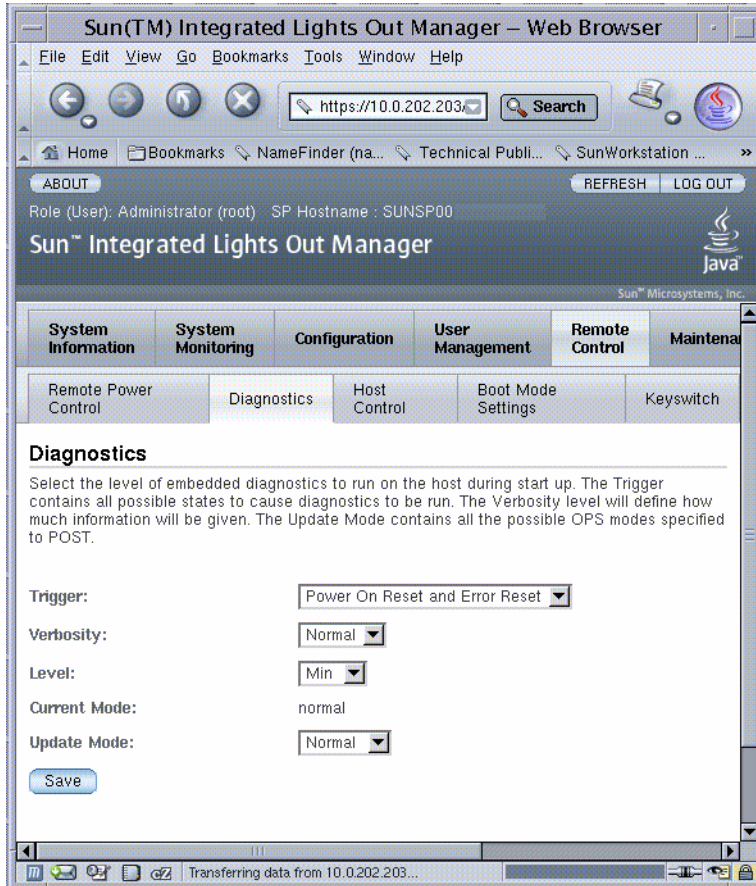 Sun(TM) Integrated Lights Out Manager – Web Browser
File Edit View Go Bookmarks Tools Window Help
https://10.0.202.203/ Search
Home Bookmarks NameFinder (na... Technical Publi... SunWorkstation ... »
ABOUT REFRESH LOG OUT
Role (User): Administrator (root) SP Hostname : SUNSP00
Sun™ Integrated Lights Out Manager
Java™
Sun™ Microsystems, Inc.
System Information System Monitoring Configuration User Management Remote Control Maintena
Remote Power Control Diagnostics Host Control Boot Mode Settings Keyswitch
Diagnostics
Select the level of embedded diagnostics to run on the host during start up. The Trigger
contains all possible states to cause diagnostics to be run. The Verbosity level will define how
much information will be given. The Update Mode contains all the possible OPS modes specified
to POST.
Trigger: Power On Reset and Error Reset
Verbosity: Normal
Level: Min
Current Mode: normal
Update Mode: Normal
Save
Transferring data from 10.0.202.203...